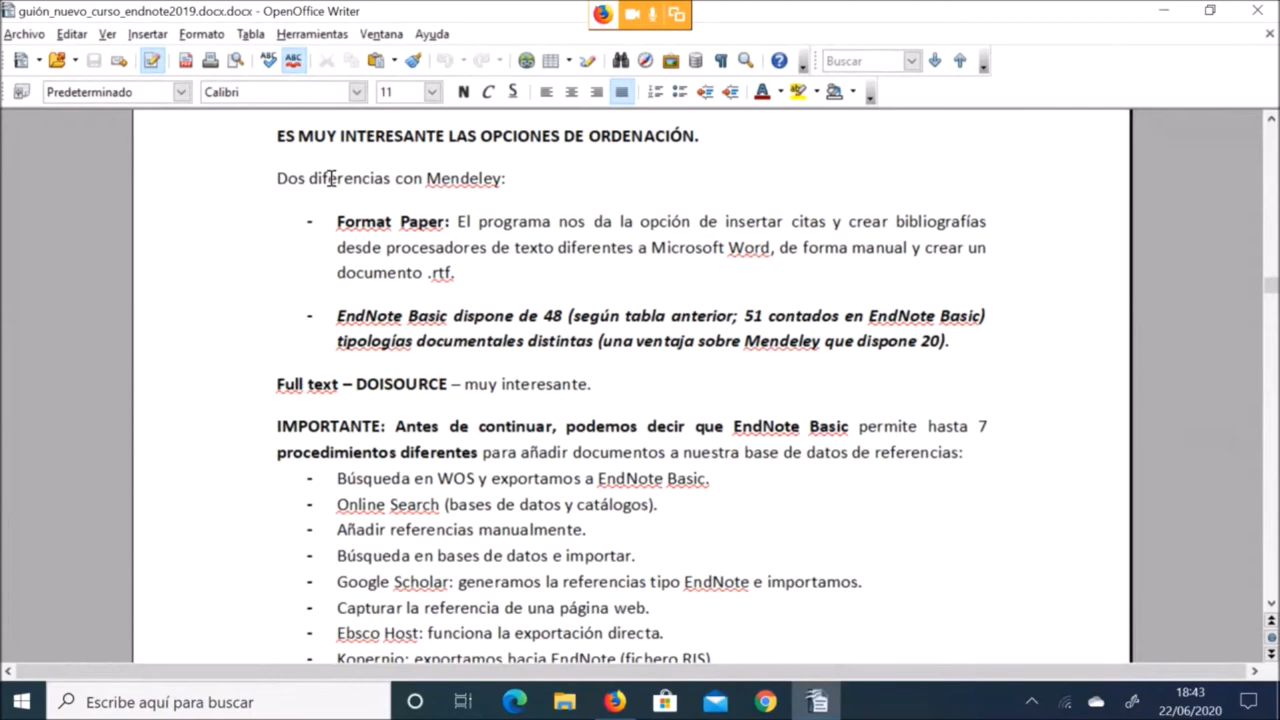 guión_nuevo_curso_endnote2019.docx.docx - OpenOffice Writer
Archivo Editar Ver Insertar Formato Tabla Herramientas Ventana Ayuda
Buscar
Predeterminado Calibri 11 N C S
ES MUY INTERESANTE LAS OPCIONES DE ORDENACIÓN.
Dos diferencias con Mendeley:
- Format Paper: El programa nos da la opción de insertar citas y crear bibliografías
desde procesadores de texto diferentes a Microsoft Word, de forma manual y crear un
documento .rtf.
- EndNote Basic dispone de 48 (según tabla anterior; 51 contados en EndNote Basic)
tipologías documentales distintas (una ventaja sobre Mendeley que dispone 20).
Full text – DOISOURCE – muy interesante.
IMPORTANTE: Antes de continuar, podemos decir que EndNote Basic permite hasta 7
procedimientos diferentes para añadir documentos a nuestra base de datos de referencias:
- Búsqueda en WOS y exportamos a EndNote Basic.
- Online Search (bases de datos y catálogos).
- Añadir referencias manualmente.
- Búsqueda en bases de datos e importar.
- Google Scholar: generamos la referencias tipo EndNote e importamos.
- Capturar la referencia de una página web.
- Ebsco Host: funciona la exportación directa.
- Kopernio: exportamos hacia EndNote (fichero RIS)
Escribe aquí para buscar
18:43
22/06/2020